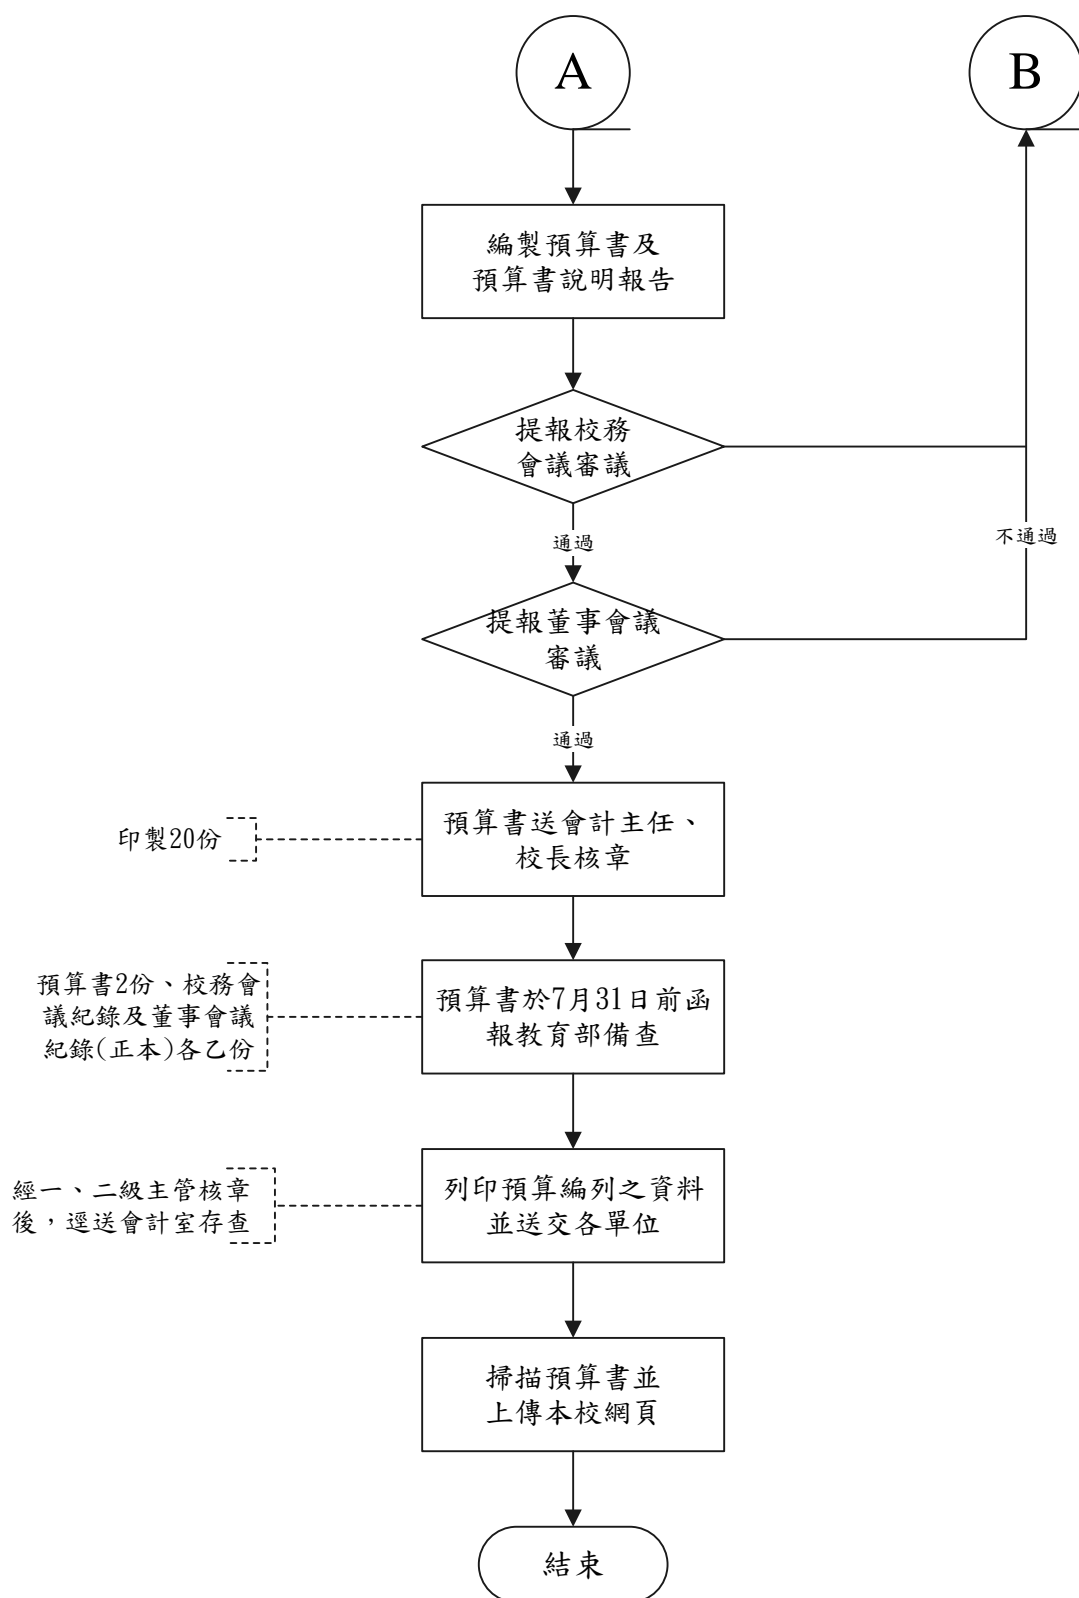 A
B
編製預算書及
預算書說明報告
提報校務
會議審議
通過
不通過
提報董事會議
審議
通過
印製20份
預算書送會計主任、
校長核章
預算書2份、校務會
議紀錄及董事會議
紀錄(正本)各乙份
預算書於7月31日前函
報教育部備查
經一、二級主管核章
後，逕送會計室存查
列印預算編列之資料
並送交各單位
掃描預算書並
上傳本校網頁
結束